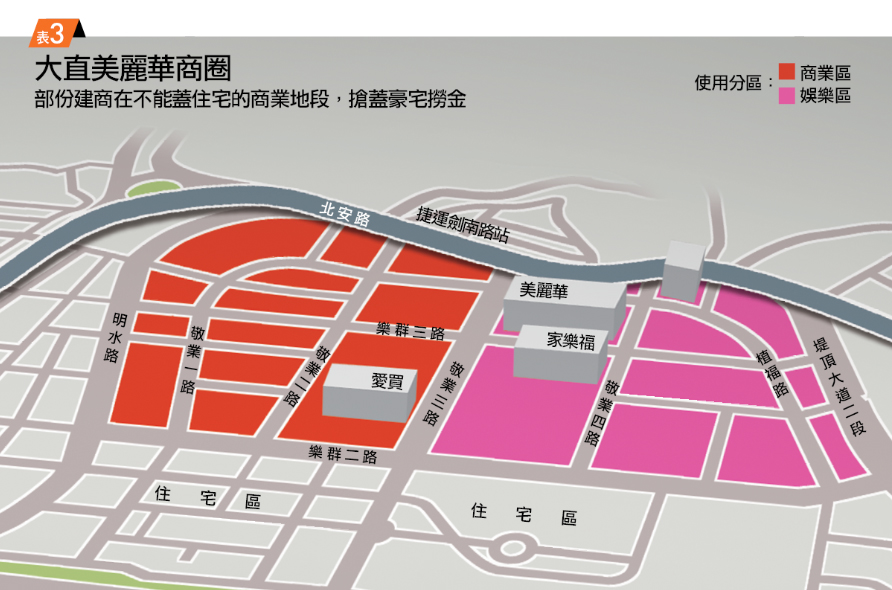 表3
大直美麗華商圈
部份建商在不能蓋住宅的商業地段，搶蓋豪宅撈金
使用分區：
商業區
娛樂區
北安路
捷運劍南路站
美麗華
家樂福
愛買
明水路
敬業一路
敬業二路
樂群三路
敬業三路
敬業四路
植福路
堤頂大道二段
樂群二路
住宅區
住宅區